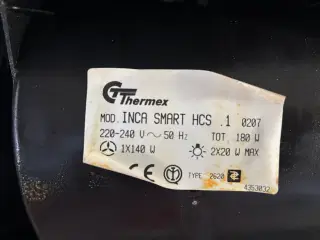 Thermex
MOD. INCA SMART HCS .1 0207
220-240 V ~ 50 Hz TOT. 180 W
1X140 W 2X20 W MAX
CE TYPE 2620
4353032